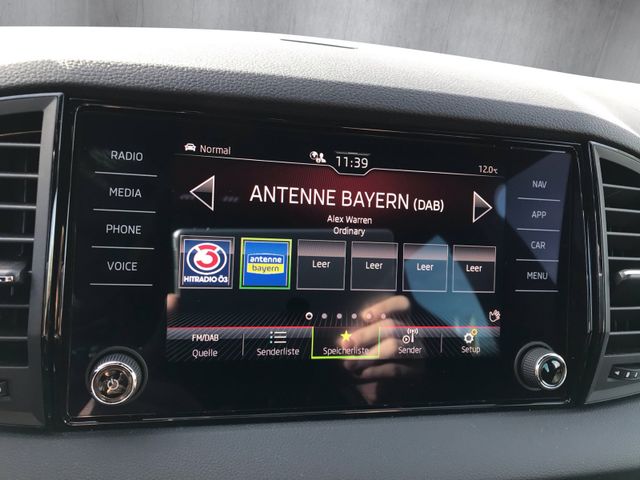 RADIO
MEDIA
PHONE
VOICE
Normal
11:39
12.0°C
ANTENNE BAYERN (DAB)
Alex Warren
Ordinary
3
HITRADIO Ö3
antenne
bayern
Leer
Leer
Leer
Leer
FM/DAB
Quelle
Senderliste
Speicherliste
Sender
Setup
NAV
APP
CAR
MENU